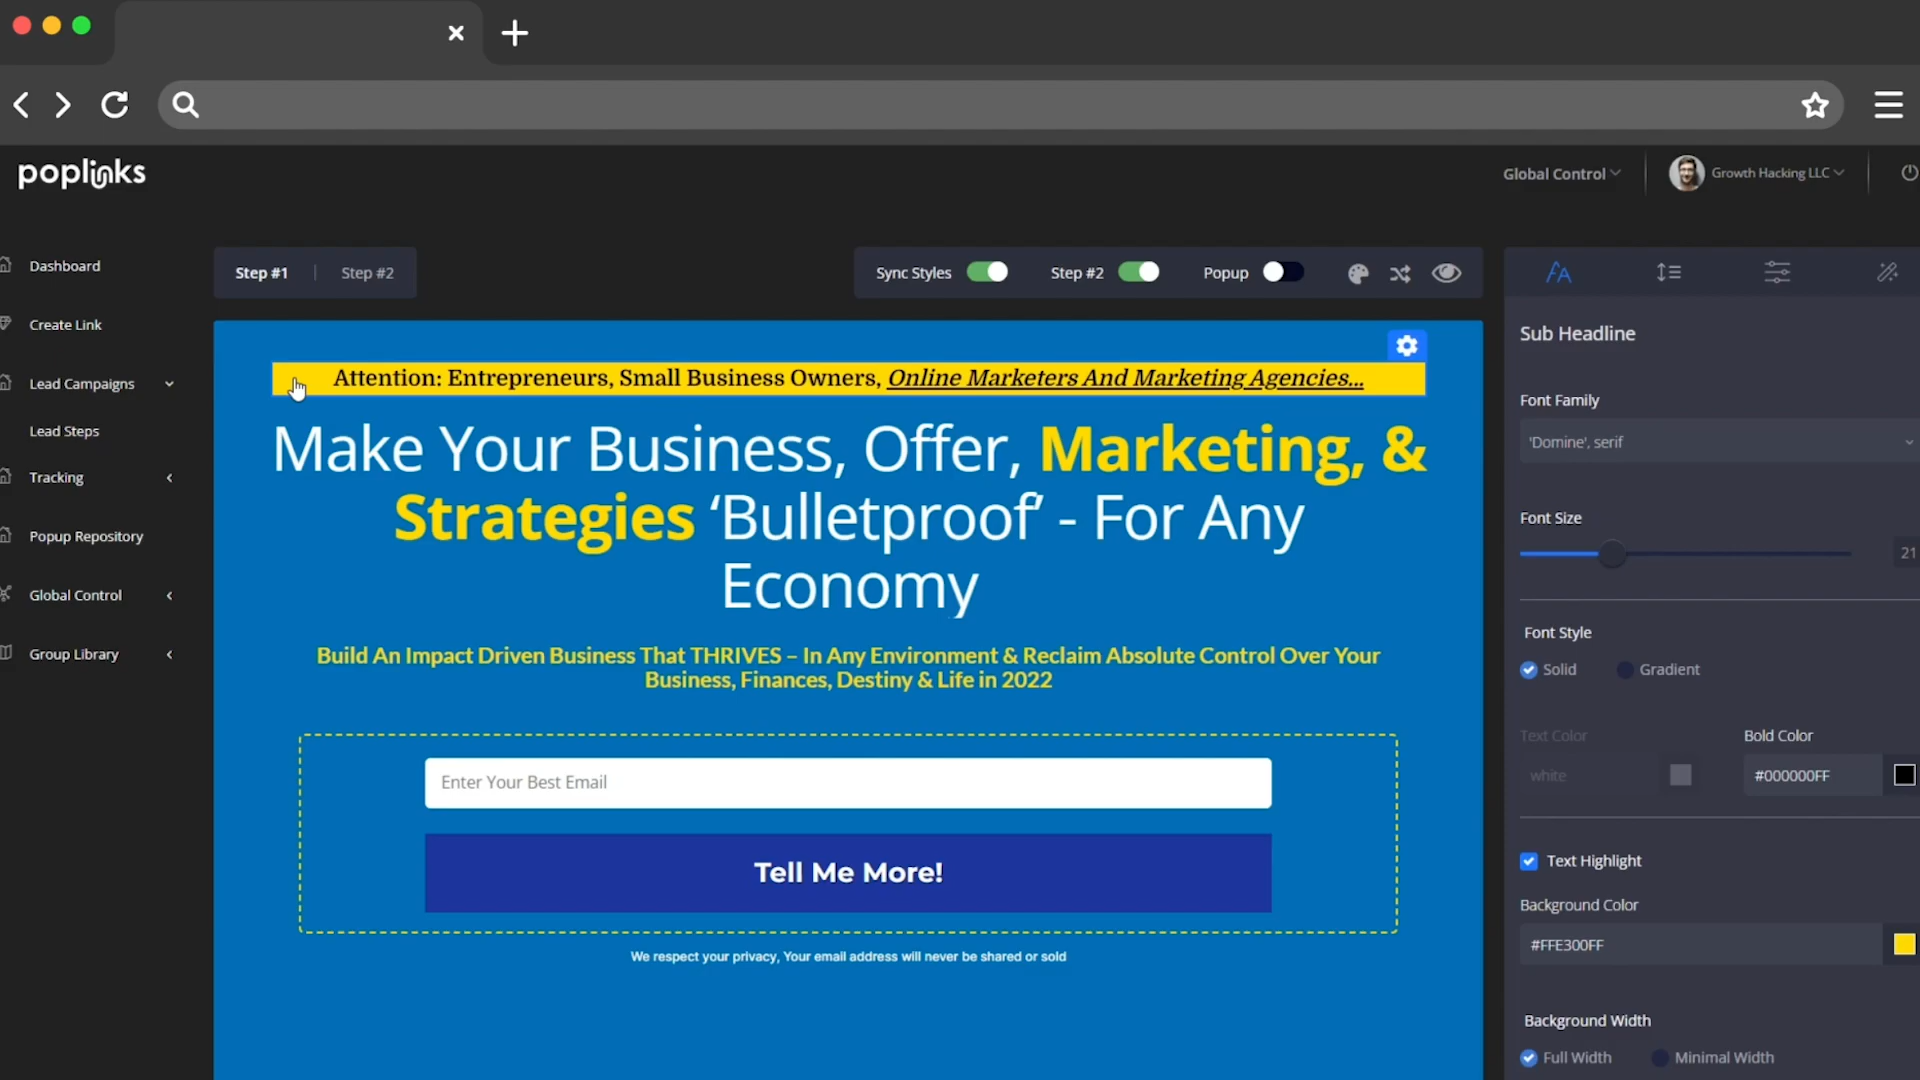 poplinks
Global Control
Growth Hacking LLC
Dashboard
Create Link
Lead Campaigns
Lead Steps
Tracking
Popup Repository
Global Control
Group Library
Step #1
Step #2
Sync Styles
Step #2
Popup
Attention: Entrepreneurs, Small Business Owners, Online Marketers And Marketing Agencies...
Make Your Business, Offer, Marketing, &
Strategies ‘Bulletproof’ - For Any
Economy
Build An Impact Driven Business That THRIVES – In Any Environment & Reclaim Absolute Control Over Your
Business, Finances, Destiny & Life in 2022
Enter Your Best Email
Tell Me More!
We respect your privacy, Your email address will never be shared or sold
Sub Headline
Font Family
'Domine', serif
Font Size
21
Font Style
Solid
Gradient
Text Color
Bold Color
white
#000000FF
Text Highlight
Background Color
#FFE300FF
Background Width
Full Width
Minimal Width